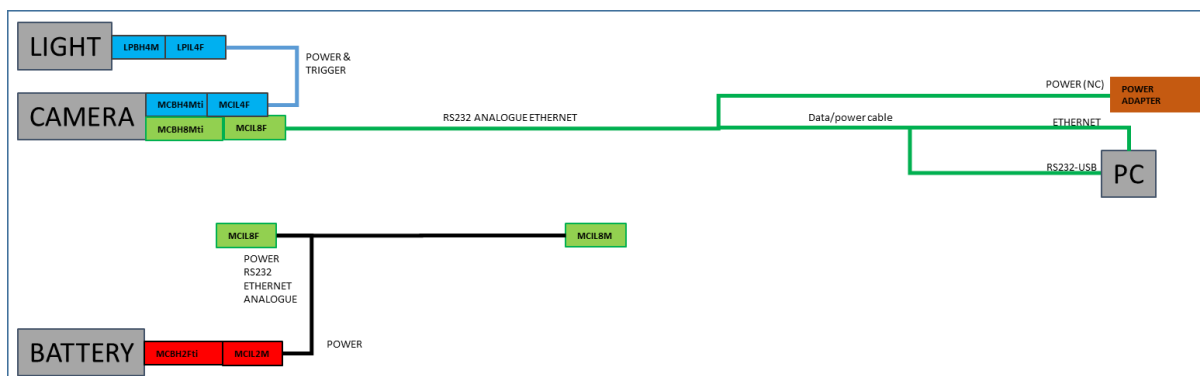 LIGHT
LPBH4M
LPIL4F
POWER &
TRIGGER
CAMERA
MCBH4Mti
MCIL4F
MCBH8Mti
MCIL8F
RS232 ANALOGUE ETHERNET
Data/power cable
POWER (NC)
POWER
ADAPTER
ETHERNET
RS232-USB
PC
MCIL8F
MCIL8M
POWER
RS232
ETHERNET
ANALOGUE
BATTERY
MCBH2Fti
MCIL2M
POWER